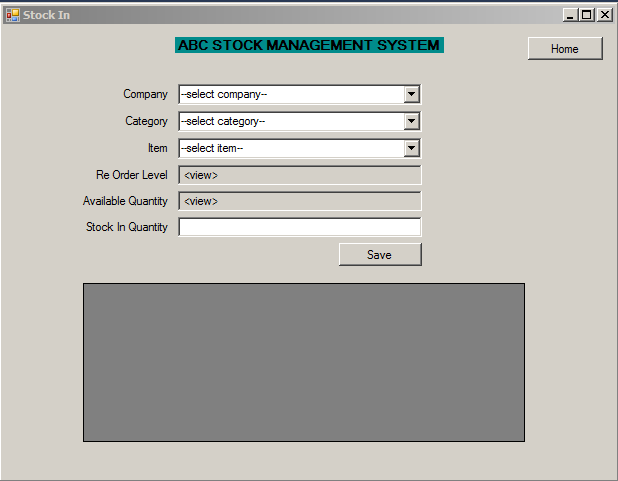 Stock In
ABC STOCK MANAGEMENT SYSTEM
Home
Company
--select company--
Category
--select category--
Item
--select item--
Re Order Level
<view>
Available Quantity
<view>
Stock In Quantity
Save